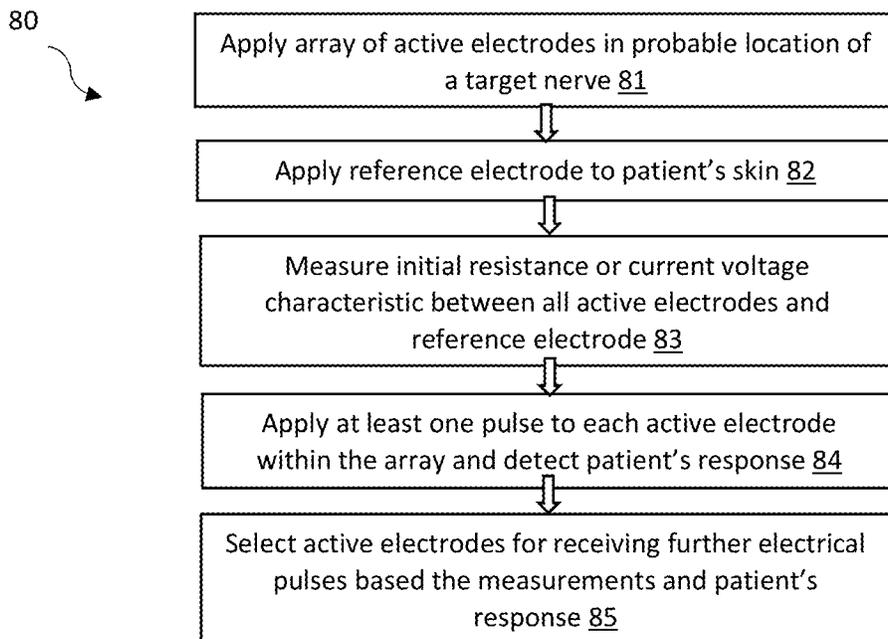 80
Apply array of active electrodes in probable location of
a target nerve 81
Apply reference electrode to patient's skin 82
Measure initial resistance or current voltage
characteristic between all active electrodes and
reference electrode 83
Apply at least one pulse to each active electrode
within the array and detect patient's response 84
Select active electrodes for receiving further electrical
pulses based the measurements and patient's
response 85